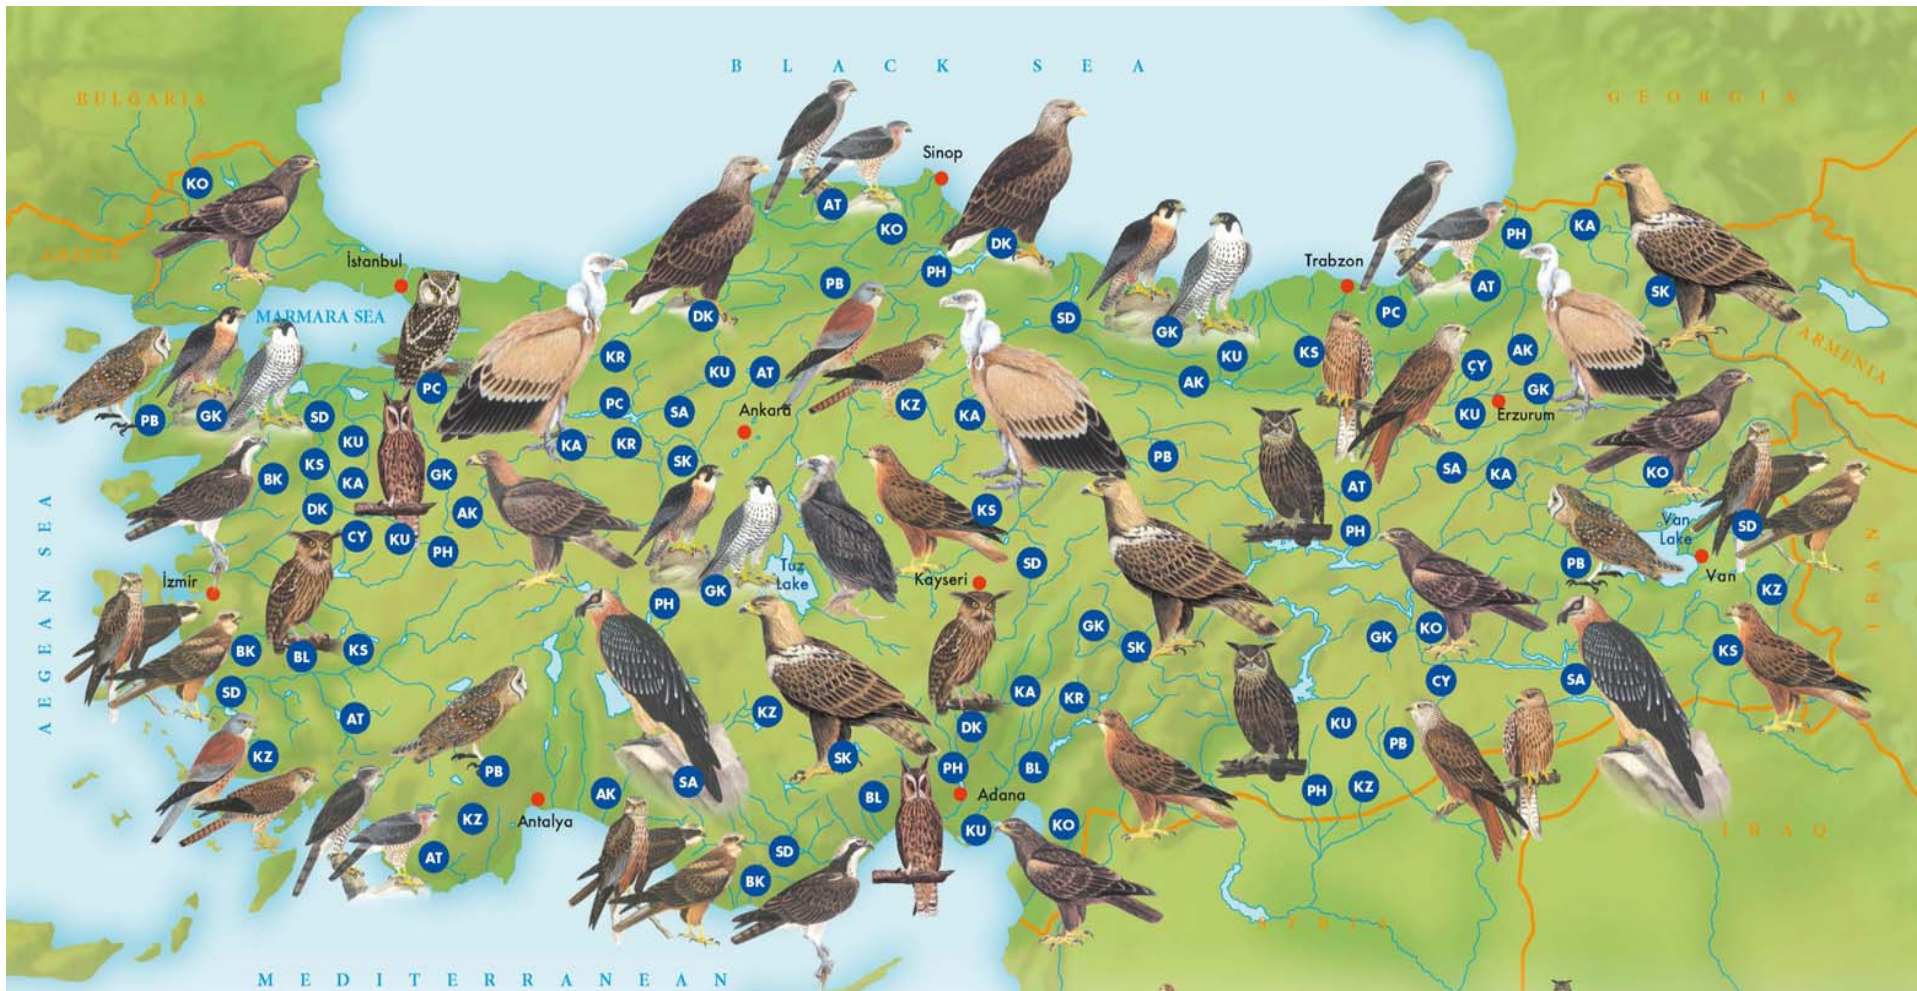 BLACK SEA
BULGARIA
GEORGIA
Sinop
KO
AT
KO
PH
KA
DK
GREECE
İstanbul
Trabzon
PH
PB
AT
SK
MARMARA SEA
DK
SD
PC
GK
KU
KS
AK
ARMENIA
KR
KU
AT
ÇY
AK
GK
PC
PC
SA
Ankara
KZ
KA
KU
Erzurum
PB
GK
SD
KU
KA
KR
SK
PB
KS
BK
KA
GK
SA
KA
KO
AT
DK
AK
KS
Van
Lake
SD
CY
KU
PH
PH
SD
PB
Van
İzmir
Tuz
Lake
Kayseri
GK
PH
KZ
IRAN
AEGEAN SEA
GK
SK
GK
KO
BK
BL
KS
KS
SD
CY
SA
KA
KR
AT
KZ
DK
KU
PB
KZ
SK
PB
PH
BL
SA
AK
BL
Adana
PH
KZ
KZ
Antalya
KU
KO
IRAQ
AT
SD
BK
SYRIA
MEDITERRANEAN